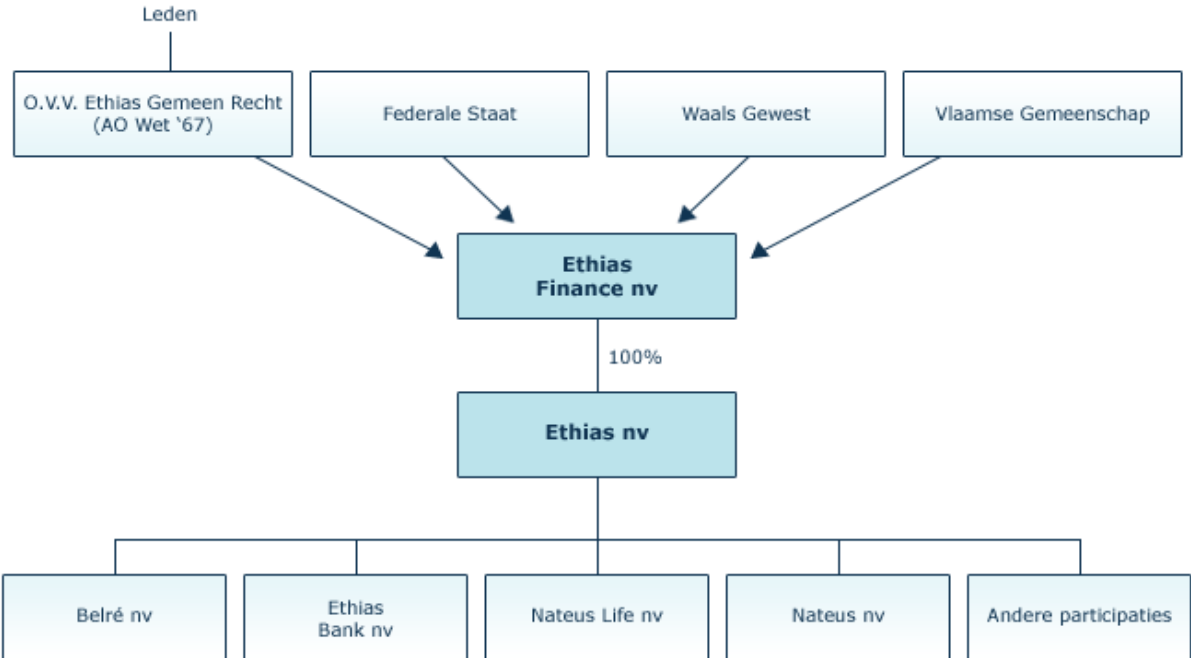 Leden
O.V.V. Ethias Gemeen Recht
(AO Wet ‘67)
Federale Staat
Waals Gewest
Vlaamse Gemeenschap
Ethias
Finance nv
100%
Ethias nv
Belré nv
Ethias
Bank nv
Nateus Life nv
Nateus nv
Andere participaties